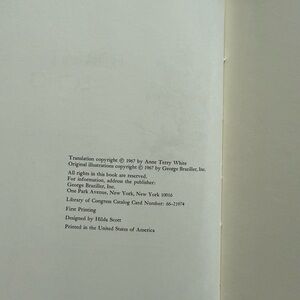 Translation copyright © 1967 by Anne Terry White
Original illustrations copyright © 1967 by George Braziller, Inc.
All rights in this book are reserved.
For information, address the publisher:
George Braziller, Inc.
One Park Avenue, New York, New York 10016
Library of Congress Catalog Card Number: 66-21974
First Printing
Designed by Hilda Scott
Printed in the United States of America